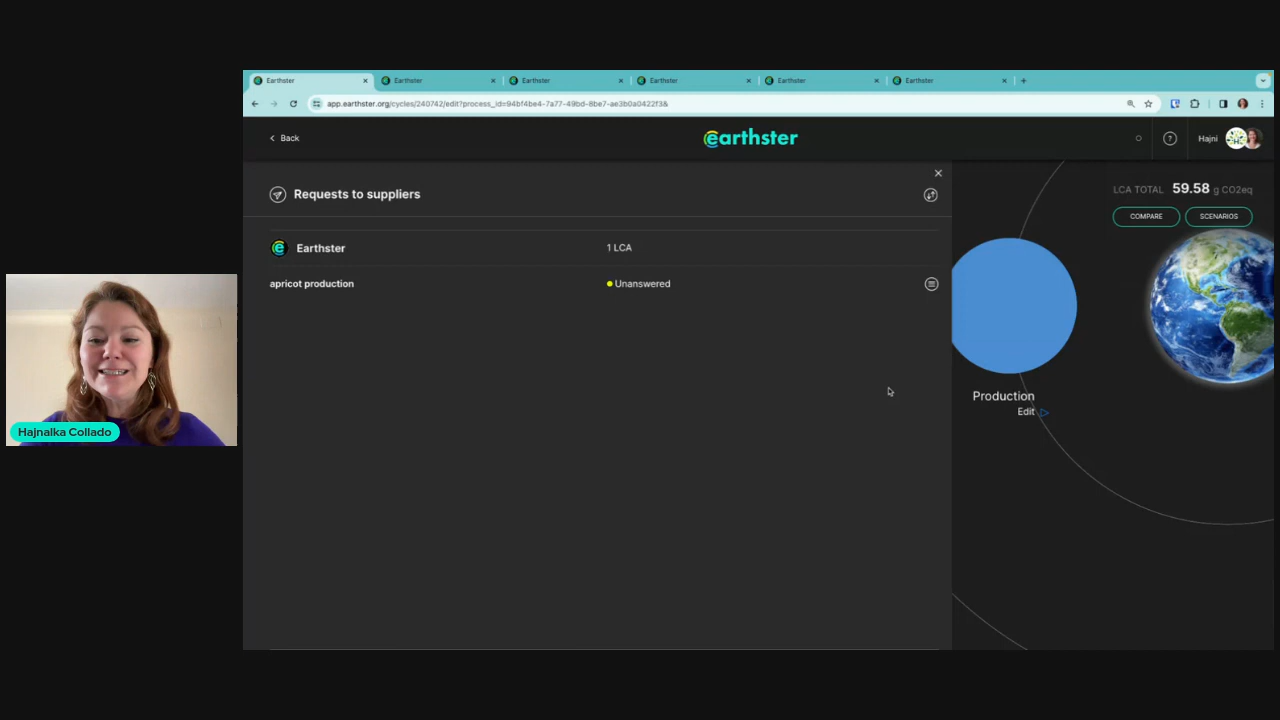 Earthster
Earthster
Earthster
Earthster
Earthster
Earthster
app.earthster.org/cycles/240742/edit?process_id=94bf4be4-7a77-49bd-8be7-ae3b0a0422f3&
Back
earthster
Hajni
Requests to suppliers
LCA TOTAL 59.58 g CO2eq
COMPARE
SCENARIOS
Earthster
1 LCA
apricot production
Unanswered
Production
Edit
Hajnalka Collado